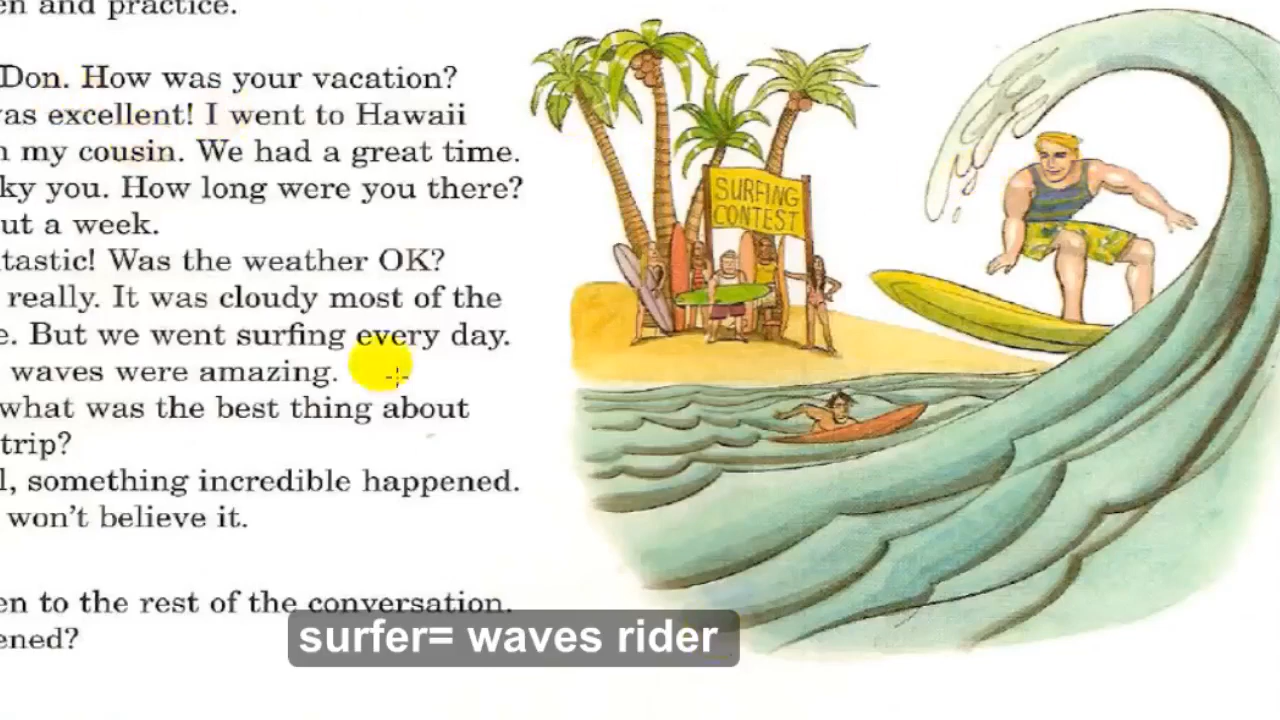 en and practice.
Don. How was your vacation?
as excellent! I went to Hawaii
my cousin. We had a great time.
ky you. How long were you there?
ut a week.
tastic! Was the weather OK?
really. It was cloudy most of the
e. But we went surfing every day.
waves were amazing.
what was the best thing about
trip?
l, something incredible happened.
won't believe it.
en to the rest of the conversation.
ened?
SURFING
CONTEST
surfer= waves rider